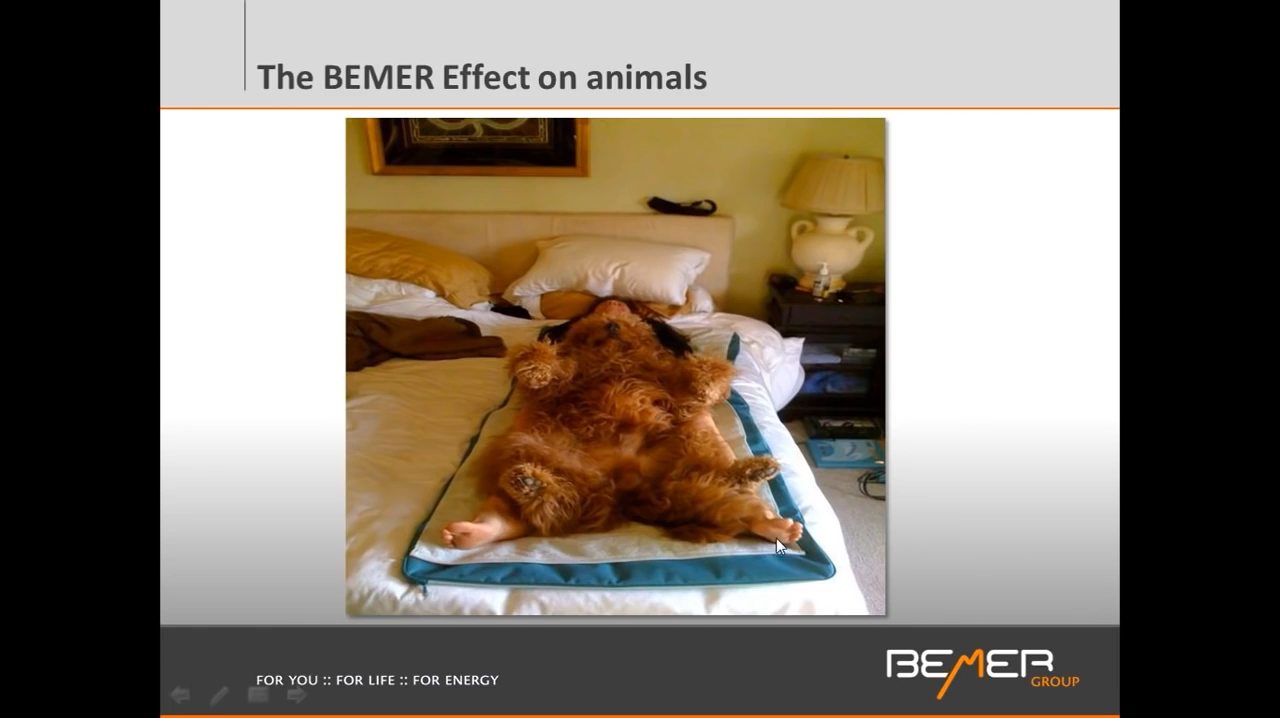 The BEMER Effect on animals
FOR YOU :: FOR LIFE :: FOR ENERGY
BEMER
GROUP